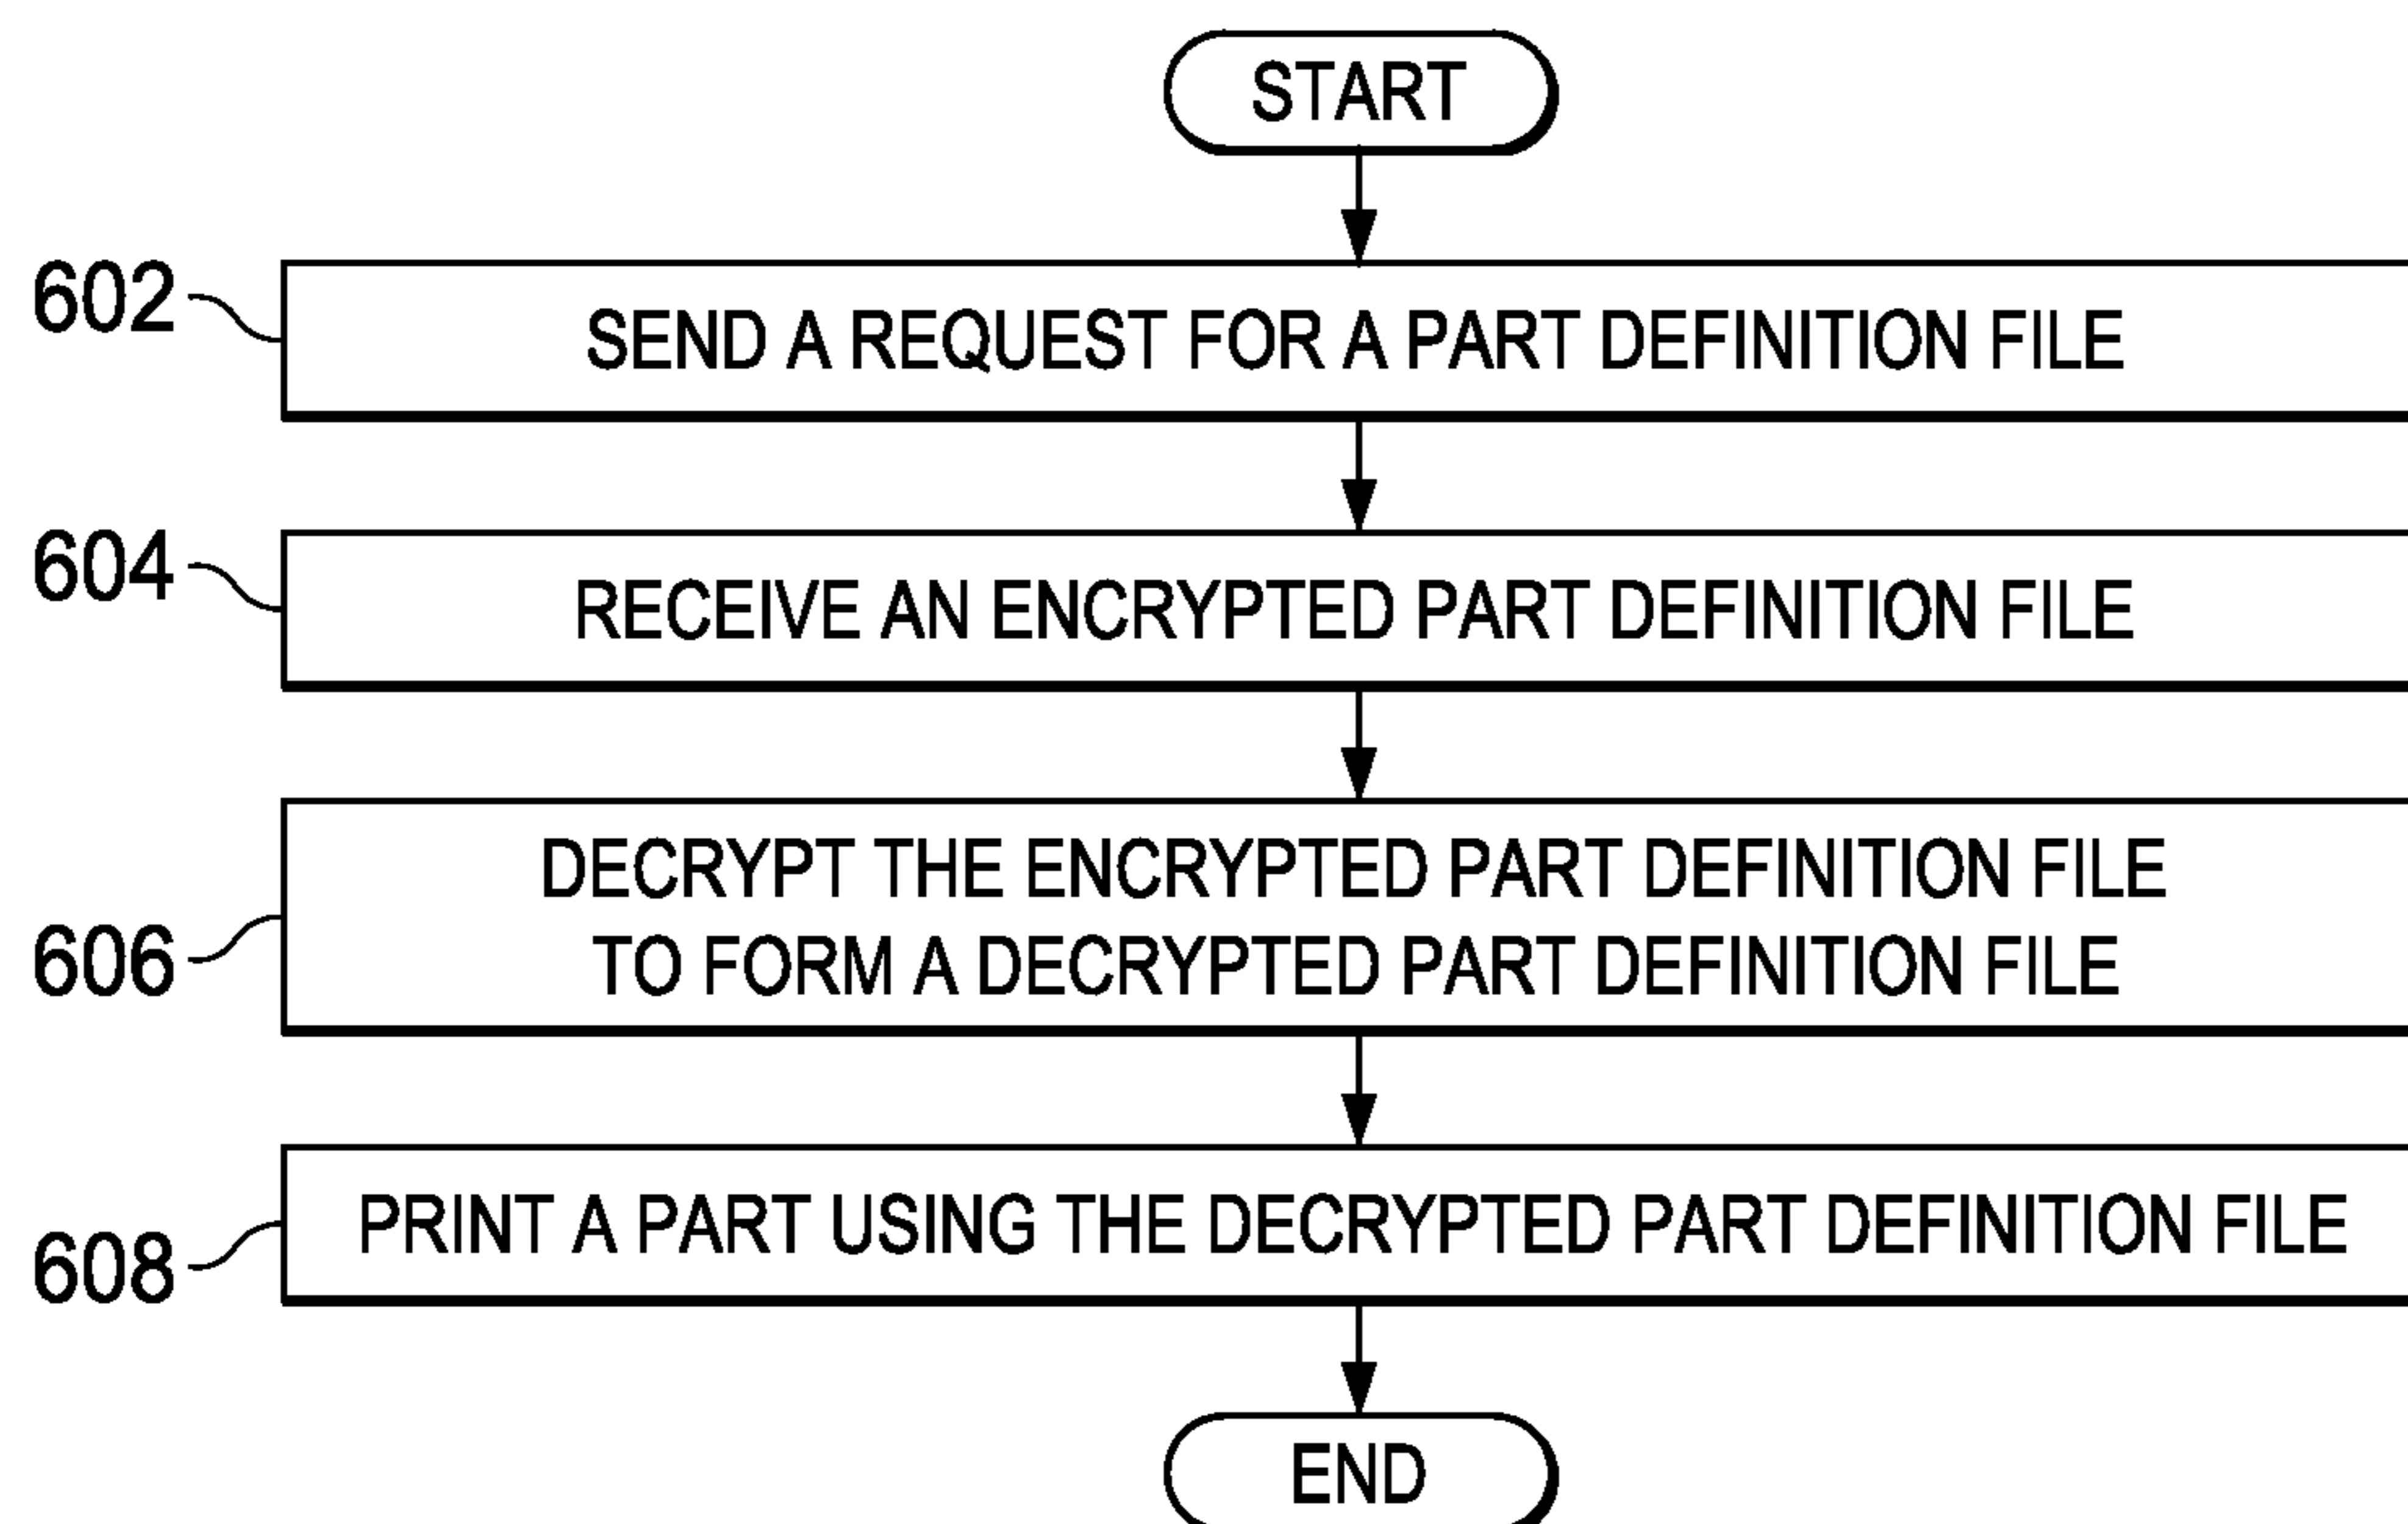 START
602
SEND A REQUEST FOR A PART DEFINITION FILE
604
RECEIVE AN ENCRYPTED PART DEFINITION FILE
606
DECRYPT THE ENCRYPTED PART DEFINITION FILE
TO FORM A DECRYPTED PART DEFINITION FILE
608
PRINT A PART USING THE DECRYPTED PART DEFINITION FILE
END